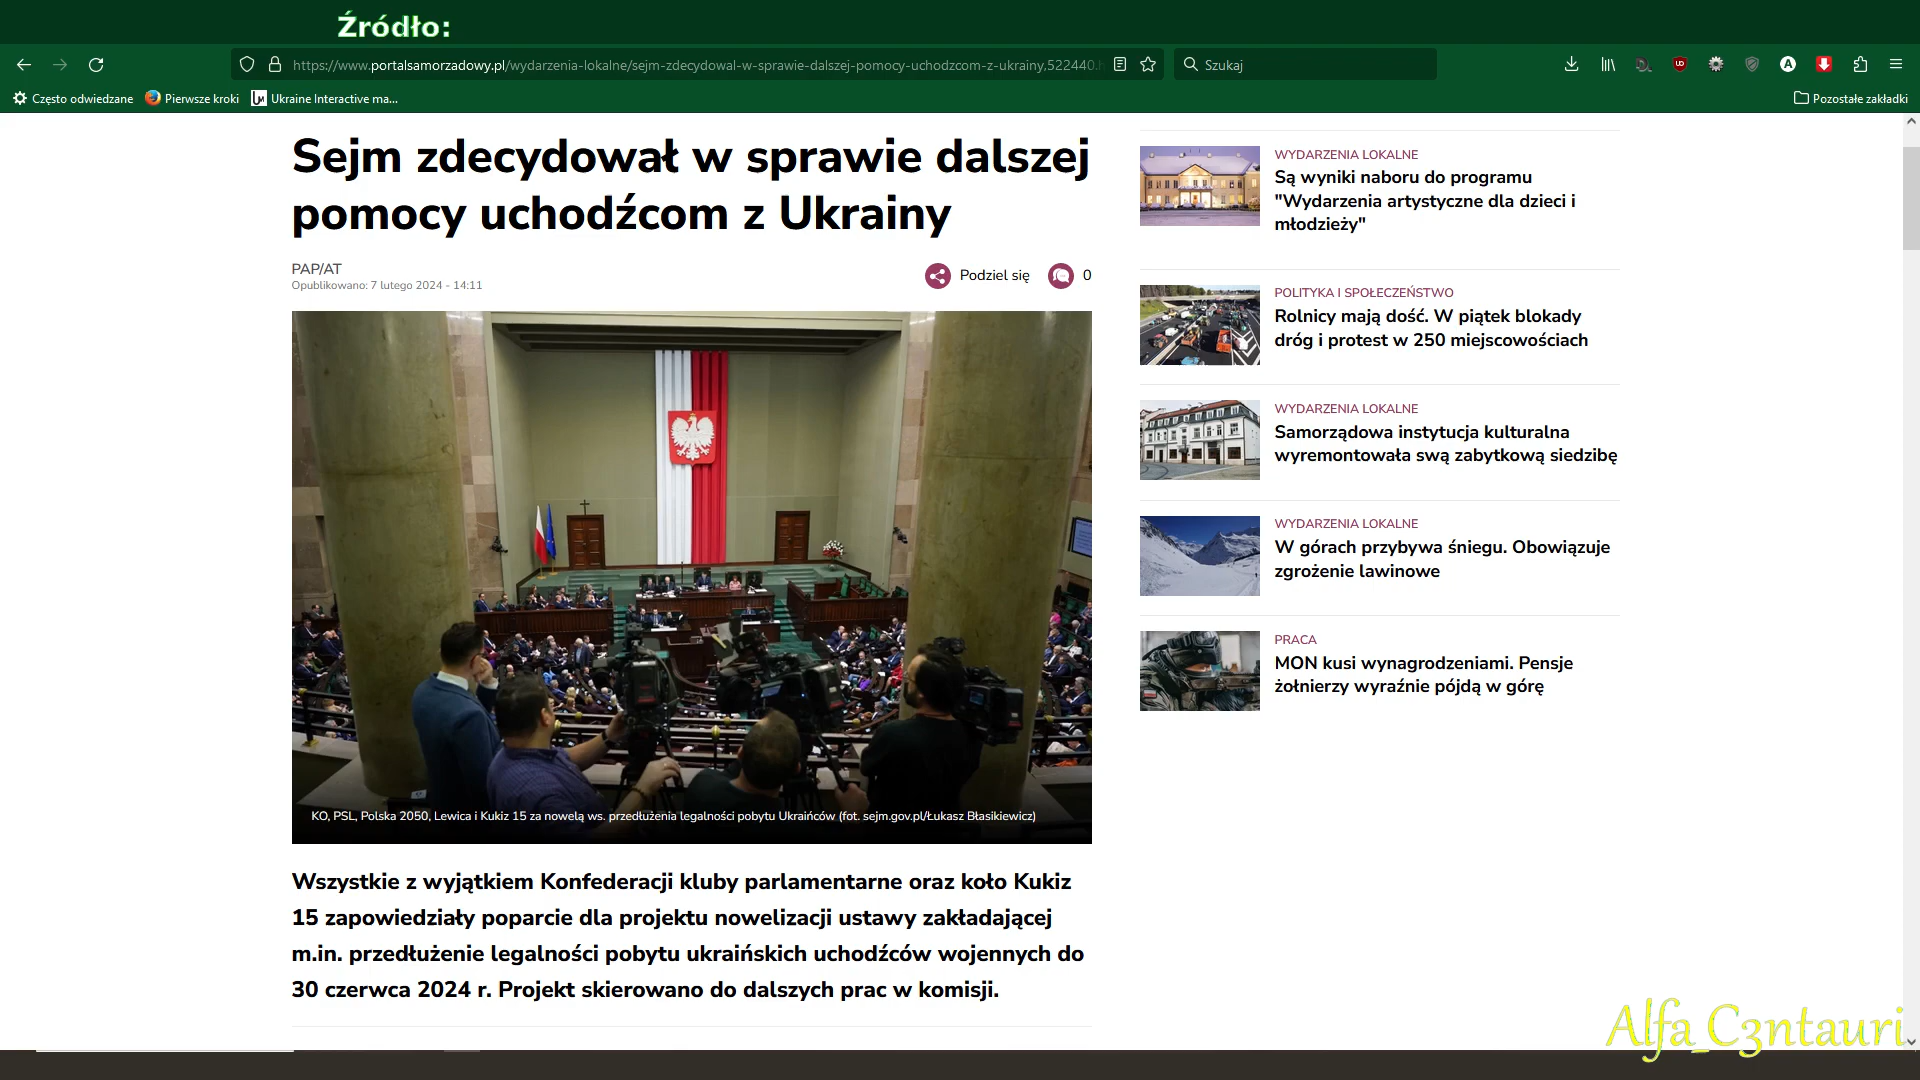 Źródło:
https://www.portalsamorzadowy.pl/wydarzenia-lokalne/sejm-zdecydowal-w-sprawie-dalszej-pomocy-uchodzcom-z-ukrainy,522440.h
Szukaj
Często odwiedzane
Pierwsze kroki
Ukraine Interactive ma...
Pozostałe zakładki
Sejm zdecydował w sprawie dalszej
pomocy uchodźcom z Ukrainy
PAP/AT
Opublikowano: 7 lutego 2024 - 14:11
Podziel się
0
KO, PSL, Polska 2050, Lewica i Kukiz 15 za nowelą ws. przedłużenia legalności pobytu Ukraińców (fot. sejm.gov.pl/Łukasz Błasikiewicz)
Wszystkie z wyjątkiem Konfederacji kluby parlamentarne oraz koło Kukiz
15 zapowiedziały poparcie dla projektu nowelizacji ustawy zakładającej
m.in. przedłużenie legalności pobytu ukraińskich uchodźców wojennych do
30 czerwca 2024 r. Projekt skierowano do dalszych prac w komisji.
WYDARZENIA LOKALNE
Są wyniki naboru do programu
"Wydarzenia artystyczne dla dzieci i
młodzieży"
POLITYKA I SPOŁECZEŃSTWO
Rolnicy mają dość. W piątek blokady
dróg i protest w 250 miejscowościach
WYDARZENIA LOKALNE
Samorządowa instytucja kulturalna
wyremontowała swą zabytkową siedzibę
WYDARZENIA LOKALNE
W górach przybywa śniegu. Obowiązuje
zgrożenie lawinowe
PRACA
MON kusi wynagrodzeniami. Pensje
żołnierzy wyraźnie pójdą w górę
Alfa_C3ntauri